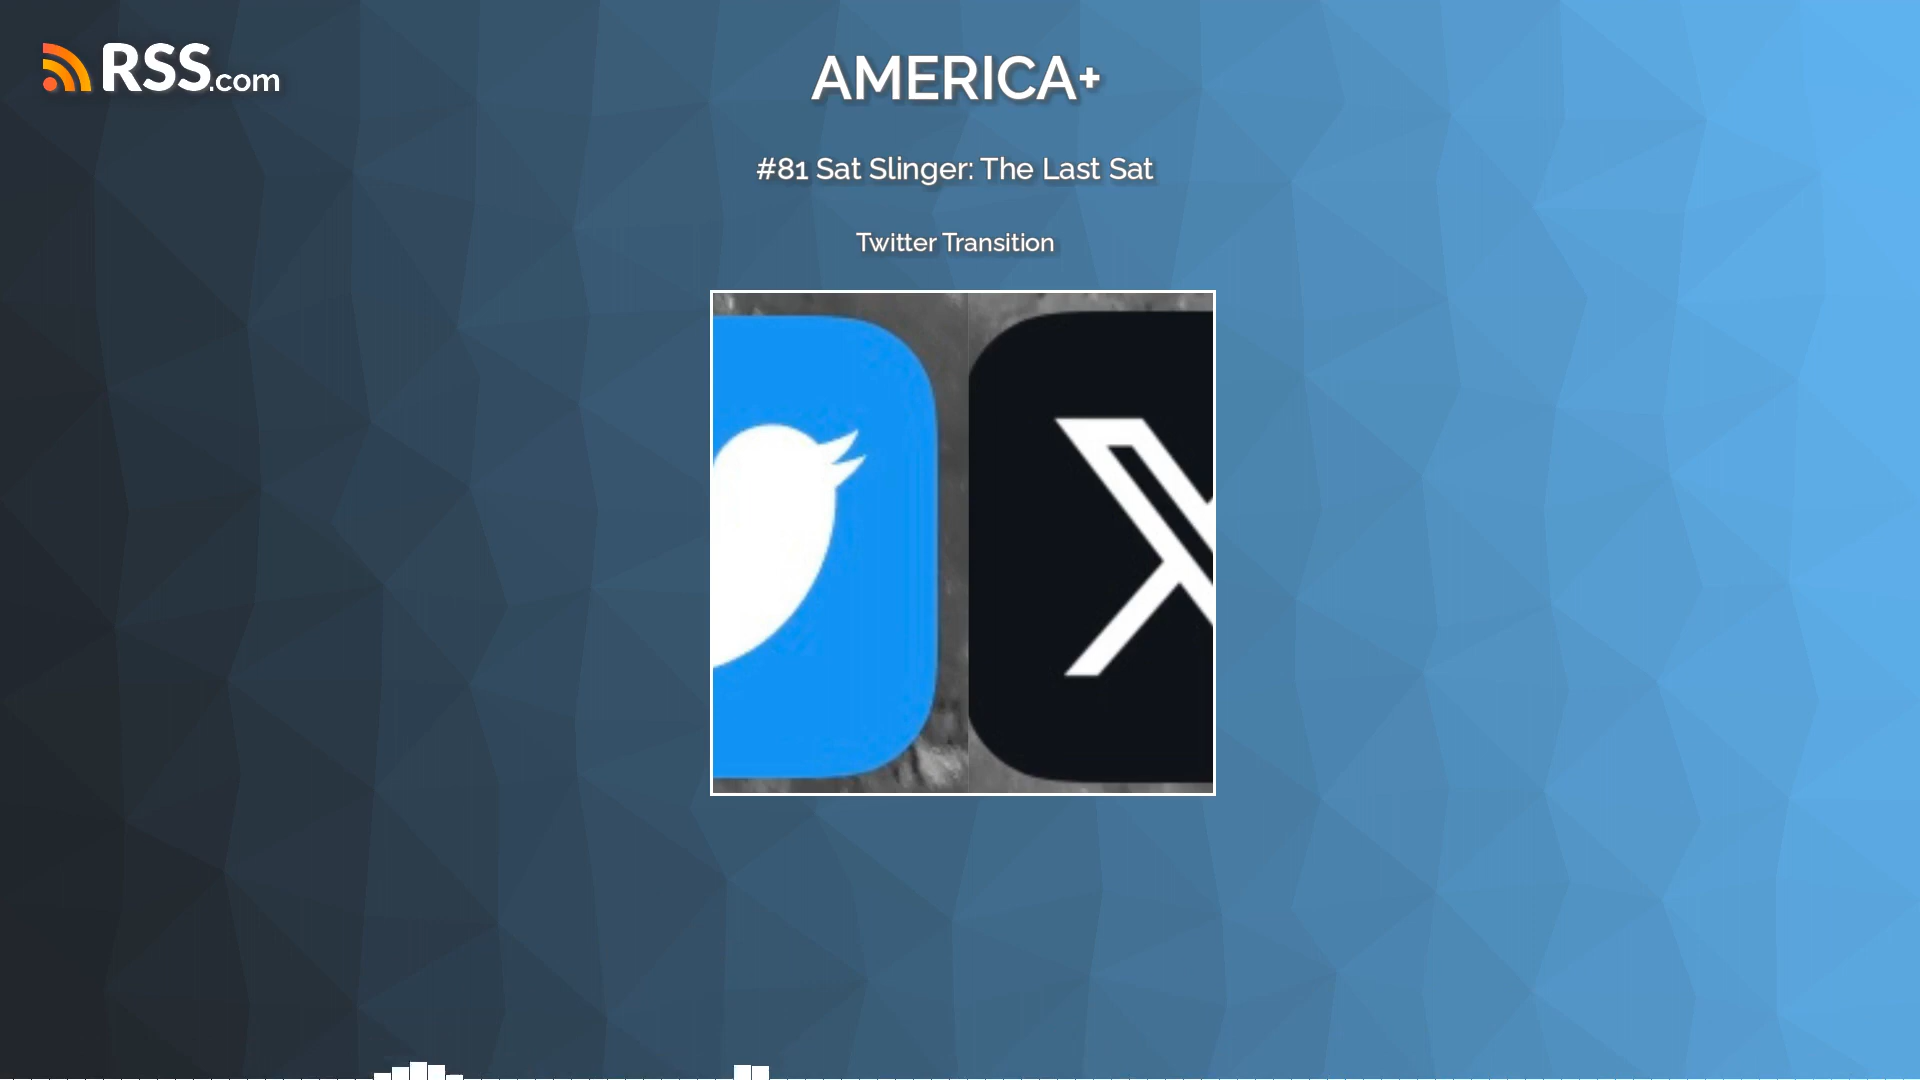 RSS.com
AMERICA+
#81 Sat Slinger: The Last Sat
Twitter Transition